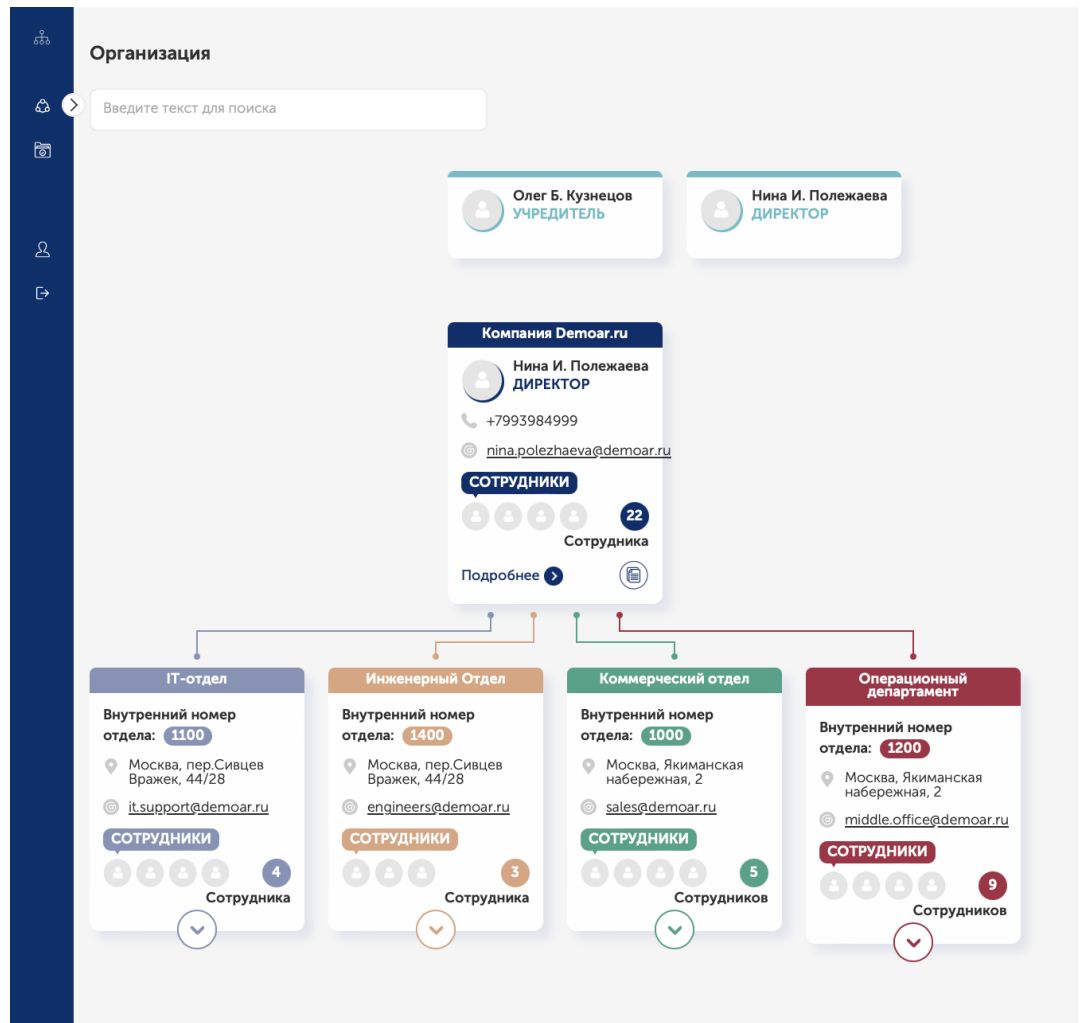 Организация
Введите текст для поиска
Олег Б. Кузнецов
УЧРЕДИТЕЛЬ
Нина И. Полежаева
ДИРЕКТОР
Компания Demoar.ru
Нина И. Полежаева
ДИРЕКТОР
+7993984999
nina.polezhaeva@demoar.ru
СОТРУДНИКИ
22
Сотрудника
Подробнее
IT-отдел
Внутренний номер
отдела: 1100
Москва, пер.Сивцев
Вражек, 44/28
it.support@demoar.ru
СОТРУДНИКИ
4
Сотрудника
Инженерный Отдел
Внутренний номер
отдела: 1400
Москва, пер.Сивцев
Вражек, 44/28
engineers@demoar.ru
СОТРУДНИКИ
3
Сотрудника
Коммерческий отдел
Внутренний номер
отдела: 1000
Москва, Якиманская
набережная, 2
sales@demoar.ru
СОТРУДНИКИ
5
Сотрудников
Операционный
департамент
Внутренний номер
отдела: 1200
Москва, Якиманская
набережная, 2
middle.office@demoar.ru
СОТРУДНИКИ
9
Сотрудников